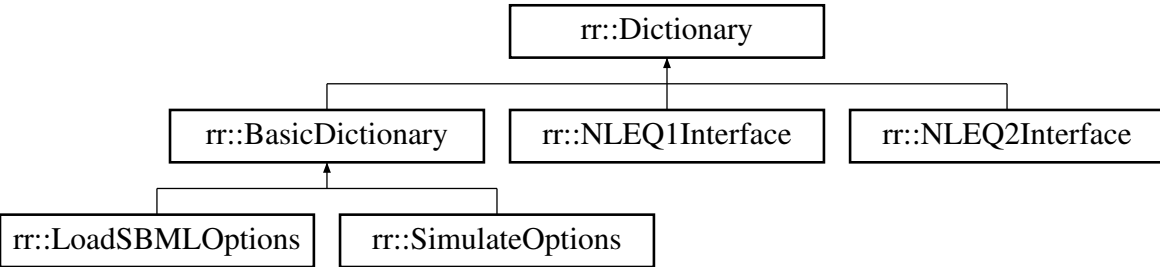 rr::Dictionary
rr::BasicDictionary
rr::NLEQ1Interface
rr::NLEQ2Interface
rr::LoadSBMLOptions
rr::SimulateOptions